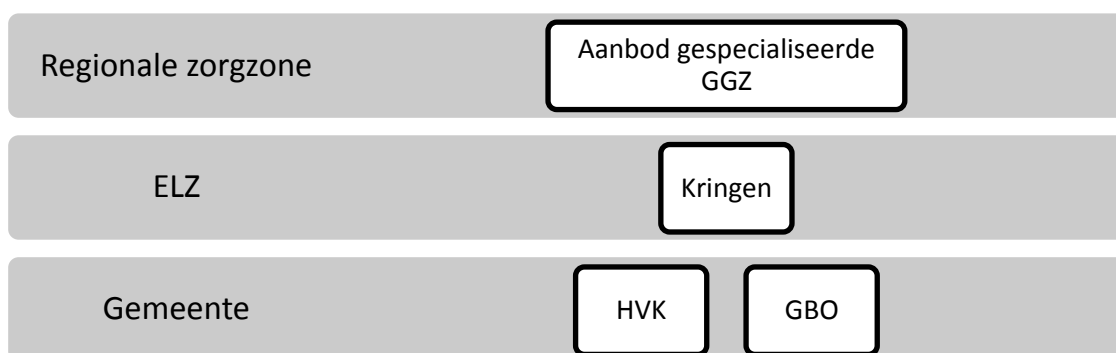 Regionale zorgzone
Aanbod gespecialiseerde
GGZ
ELZ
Kringen
Gemeente
HVK
GBO